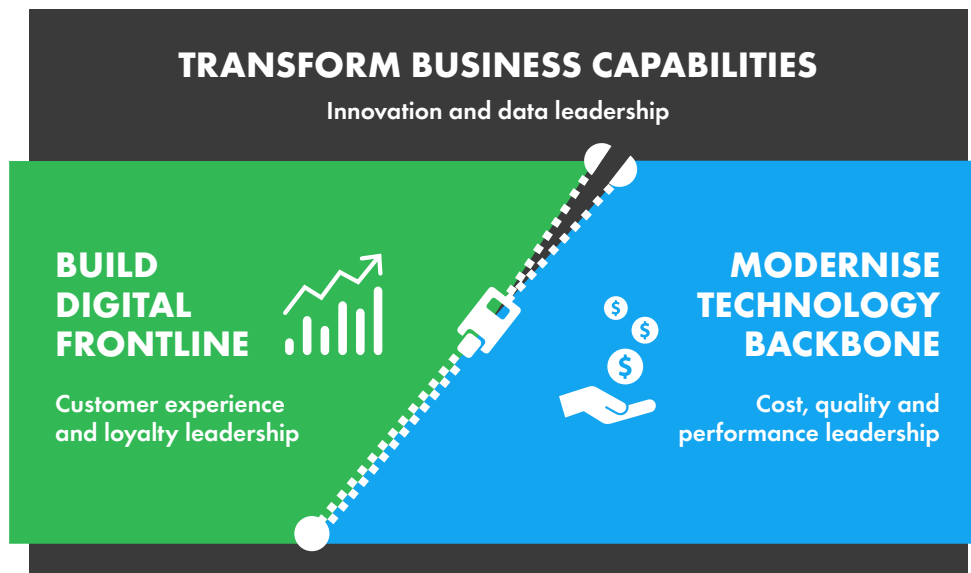 TRANSFORM BUSINESS CAPABILITIES
Innovation and data leadership
BUILD
DIGITAL
FRONTLINE
Customer experience
and loyalty leadership
$
$
$
MODERNISE
TECHNOLOGY
BACKBONE
Cost, quality and
performance leadership